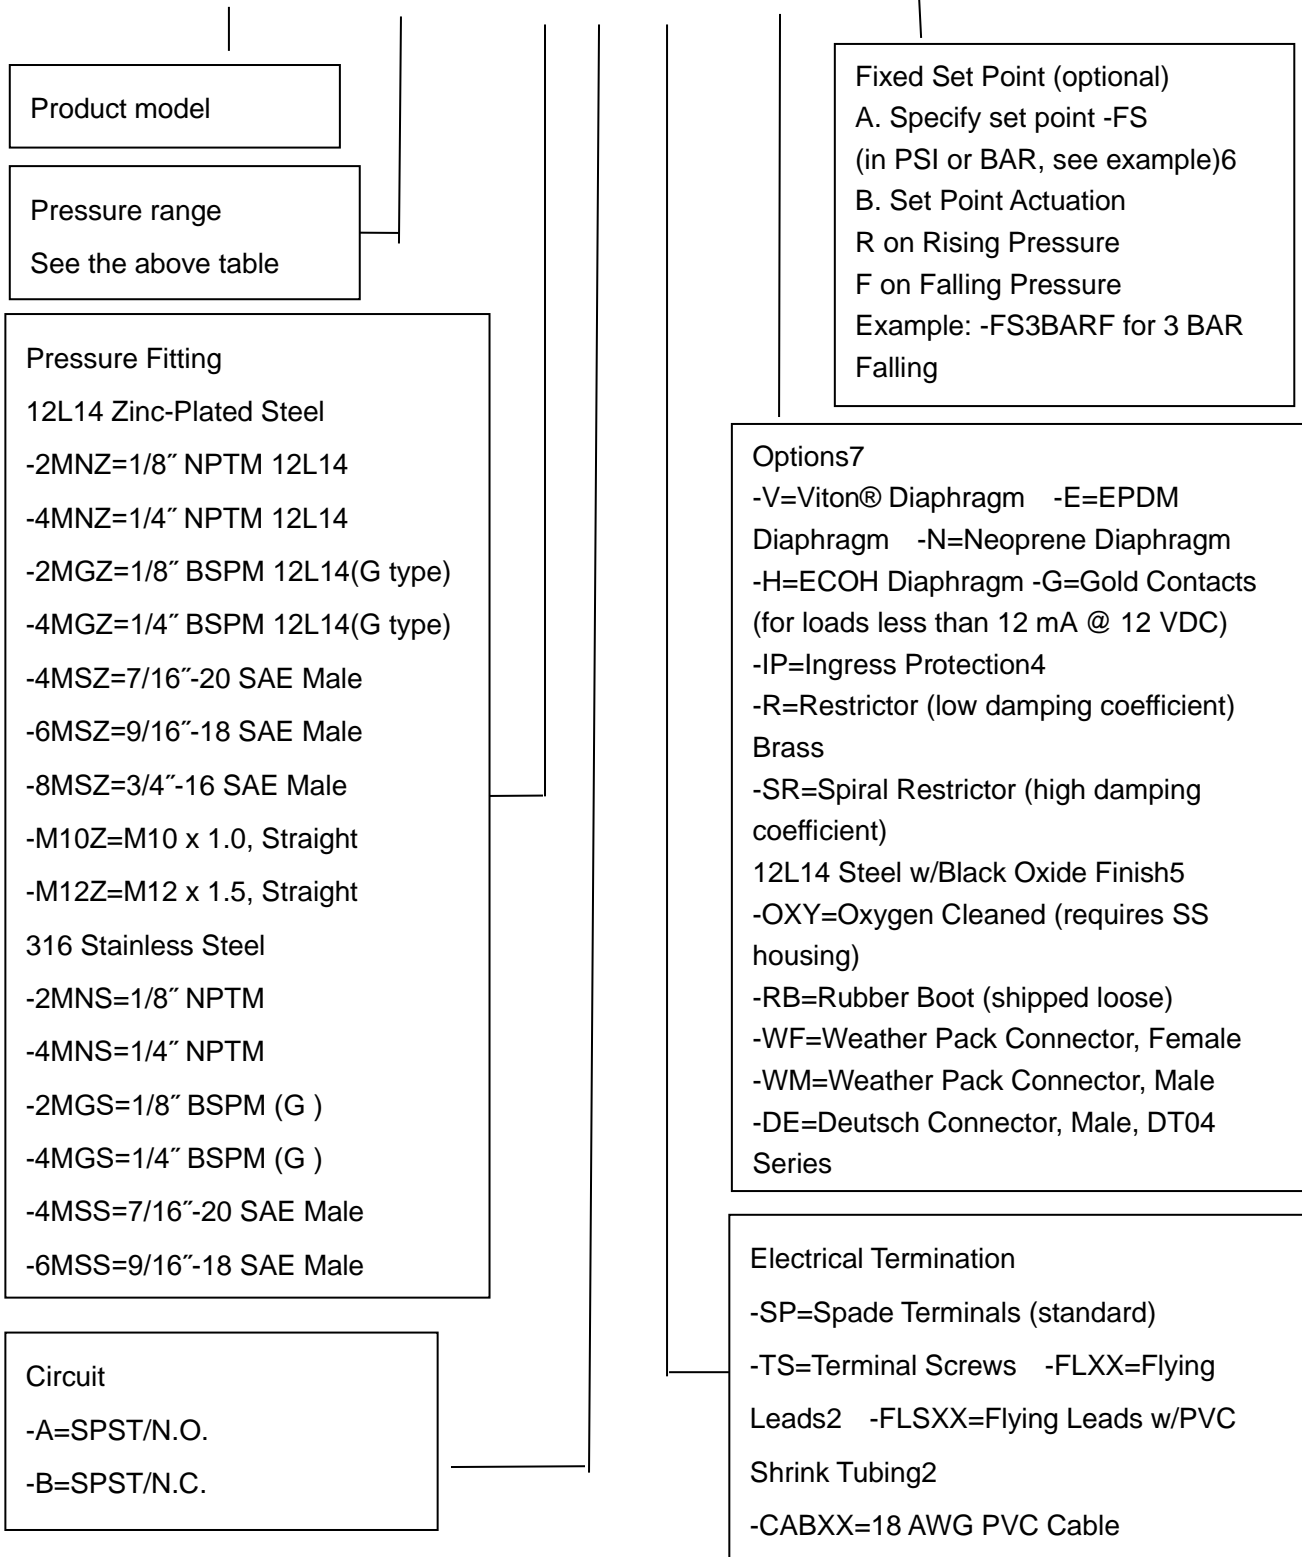 Product model
Pressure range
See the above table
Pressure Fitting
12L14 Zinc-Plated Steel
-2MNZ=1/8˝ NPTM 12L14
-4MNZ=1/4˝ NPTM 12L14
-2MGZ=1/8˝ BSPM 12L14(G type)
-4MGZ=1/4˝ BSPM 12L14(G type)
-4MSZ=7/16˝-20 SAE Male
-6MSZ=9/16˝-18 SAE Male
-8MSZ=3/4˝-16 SAE Male
-M10Z=M10 x 1.0, Straight
-M12Z=M12 x 1.5, Straight
316 Stainless Steel
-2MNS=1/8˝ NPTM
-4MNS=1/4˝ NPTM
-2MGS=1/8˝ BSPM (G )
-4MGS=1/4˝ BSPM (G )
-4MSS=7/16˝-20 SAE Male
-6MSS=9/16˝-18 SAE Male
Circuit
-A=SPST/N.O.
-B=SPST/N.C.
Fixed Set Point (optional)
A. Specify set point -FS
(in PSI or BAR, see example)6
B. Set Point Actuation
R on Rising Pressure
F on Falling Pressure
Example: -FS3BARF for 3 BAR
Falling
Options7
-V=Viton® Diaphragm -E=EPDM
Diaphragm -N=Neoprene Diaphragm
-H=ECOH Diaphragm -G=Gold Contacts
(for loads less than 12 mA @ 12 VDC)
-IP=Ingress Protection4
-R=Restrictor (low damping coefficient)
Brass
-SR=Spiral Restrictor (high damping
coefficient)
12L14 Steel w/Black Oxide Finish5
-OXY=Oxygen Cleaned (requires SS
housing)
-RB=Rubber Boot (shipped loose)
-WF=Weather Pack Connector, Female
-WM=Weather Pack Connector, Male
-DE=Deutsch Connector, Male, DT04
Series
Electrical Termination
-SP=Spade Terminals (standard)
-TS=Terminal Screws -FLXX=Flying
Leads2 -FLSXX=Flying Leads w/PVC
Shrink Tubing2
-CABXX=18 AWG PVC Cable